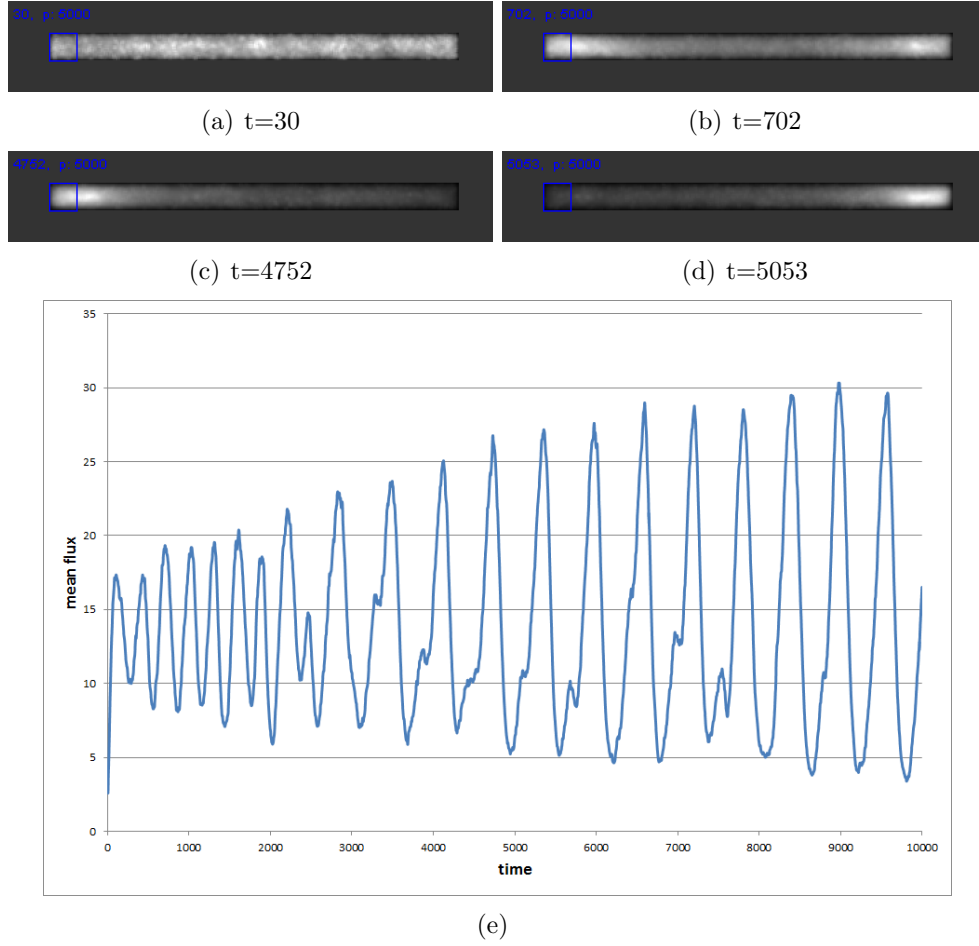 30, p: 5000
702, p: 5000
(a) t=30
(b) t=702
4752, p: 5000
5053, p: 5000
(c) t=4752
(d) t=5053
35
30
25
20
15
10
5
0
mean flux
0 1000 2000 3000 4000 5000 6000 7000 8000 9000 10000
time
(e)